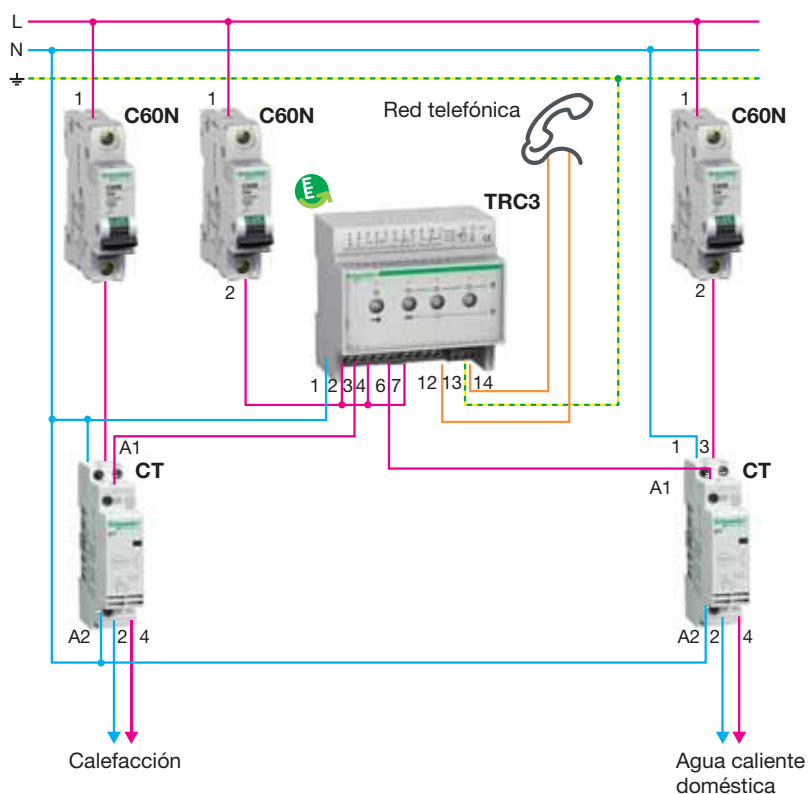 L
N
1
C60N
1
C60N
Red telefónica
1
C60N
E
TRC3
2
2
1 2 3 4 6 7 12 13 14
A1
CT
1 3
CT
A1
A2 2 4
A2 2 4
Calefacción
Agua caliente
doméstica